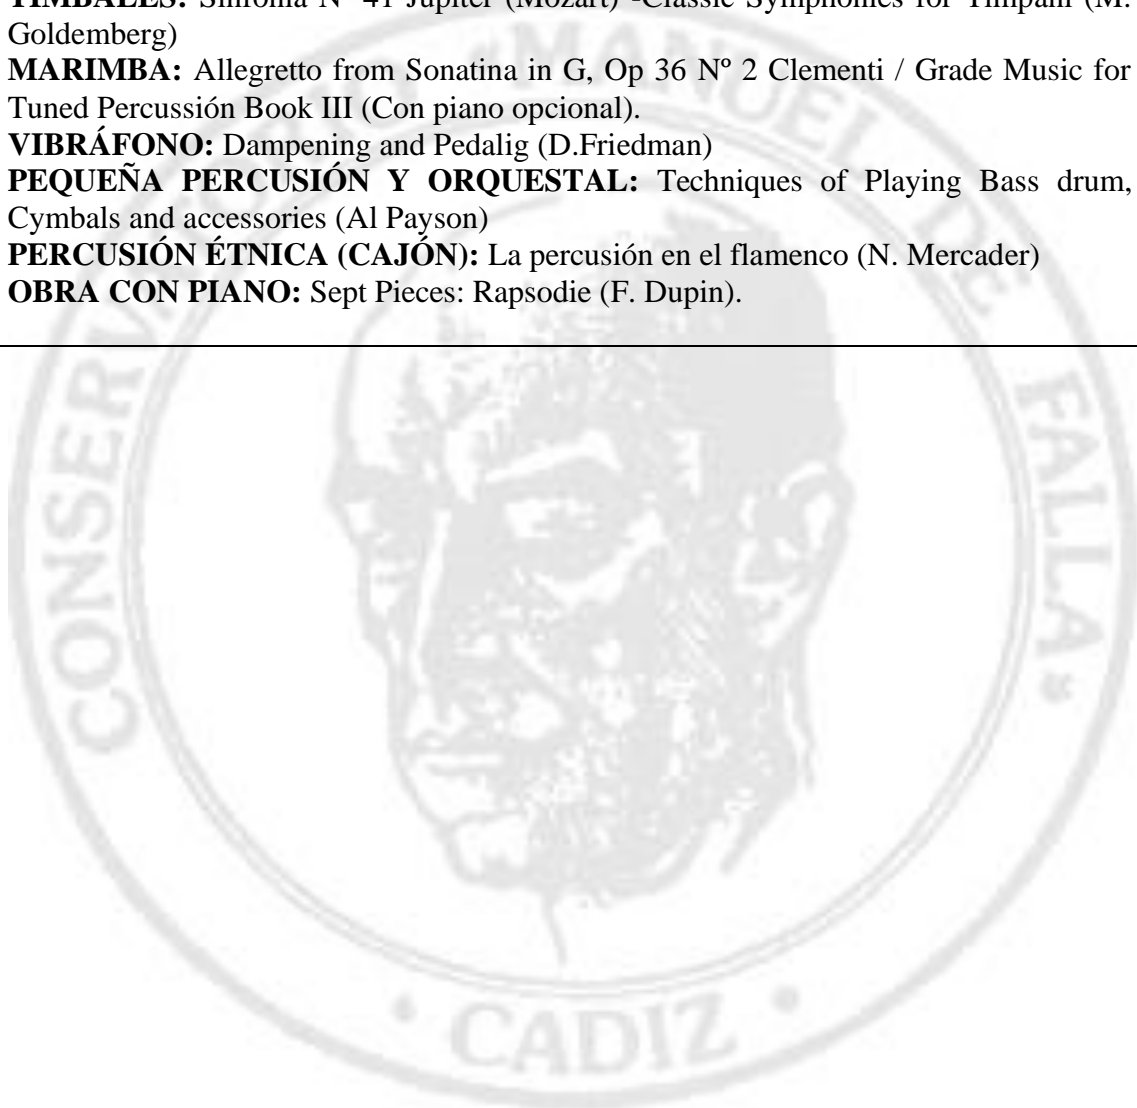 TIMBALES: Sinfonía Nº 41 Júpiter (Mozart) -Classic Symphonies for Timpani (M.
Goldemberg)
MARIMBA: Allegretto from Sonatina in G, Op 36 Nº 2 Clementi / Grade Music for
Tuned Percussión Book III (Con piano opcional).
VIBRÁFONO: Dampening and Pedalig (D.Friedman)
PEQUEÑA PERCUSIÓN Y ORQUESTAL: Techniques of Playing Bass drum,
Cymbals and accessories (Al Payson)
PERCUSIÓN ÉTNICA (CAJÓN): La percusión en el flamenco (N. Mercader)
OBRA CON PIANO: Sept Pieces: Rapsodie (F. Dupin).
CONSERVATORIO «MANUEL DE FALLA»
• CADIZ •